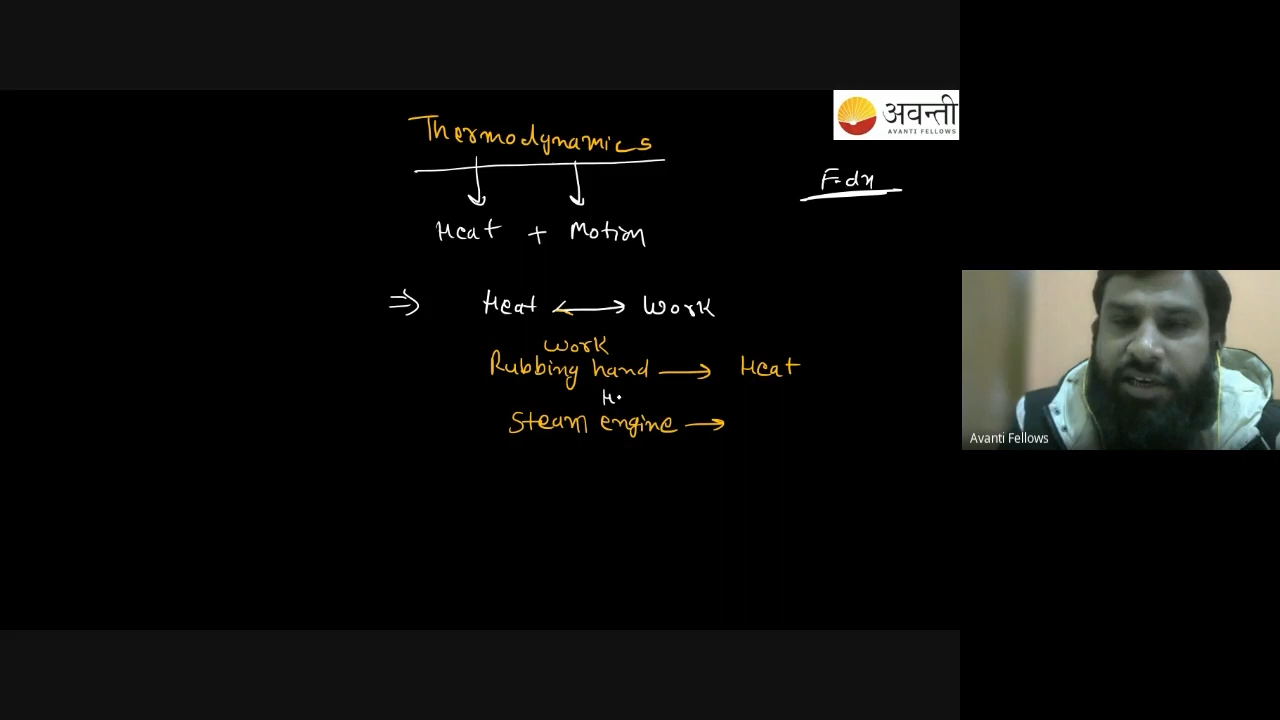 Thermodynamics
अवन्ती
AVANTI FELLOWS
F·dx
Heat + Motion
⇒ Heat ⟷ Work
Work
Rubbing hand ⟶ Heat
H
Steam engine ⟶
Avanti Fellows